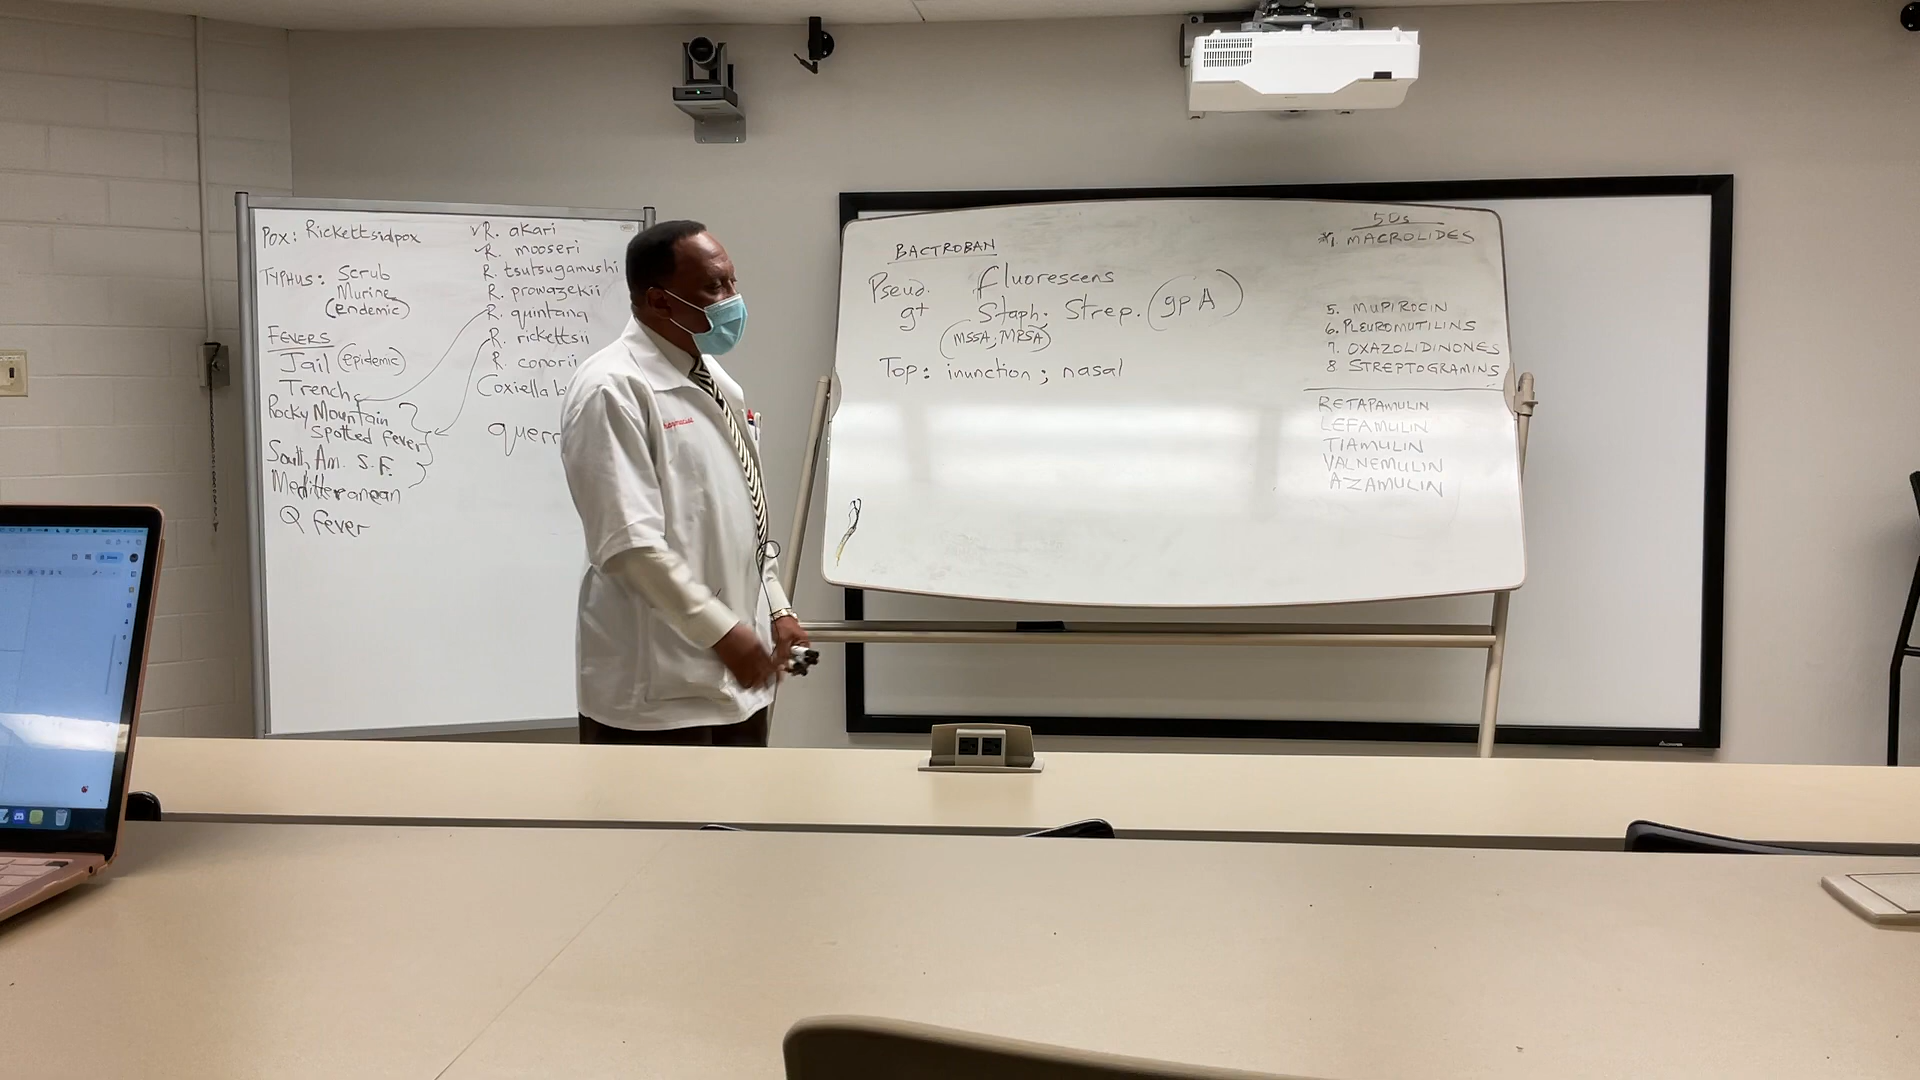 Pox: Rickettsialpox
TYPHUS: Scrub
Murine
(endemic)
FEVERS
Jail (epidemic)
Trench
Rocky Mountain
Spotted Fever
South Am. S.F.
Mediterranean
Q fever
R. akari
R. mooseri
R. tsutsugamushi
R. prowazekii
R. quintana
R. rickettsii
R. conorii
Coxiella b
querr
BACTROBAN
Pseud. fluorescens
g+ Staph. Strep. (gp A)
(MSSA, MRSA)
Top: inunction; nasal
50s
*1. MACROLIDES
5. MUPIROCIN
6. PLEUROMUTILINS
7. OXAZOLIDINONES
8. STREPTOGRAMINS
RETAPAMULIN
LEFAMULIN
TIAMULIN
VALNEMULIN
AZAMULIN